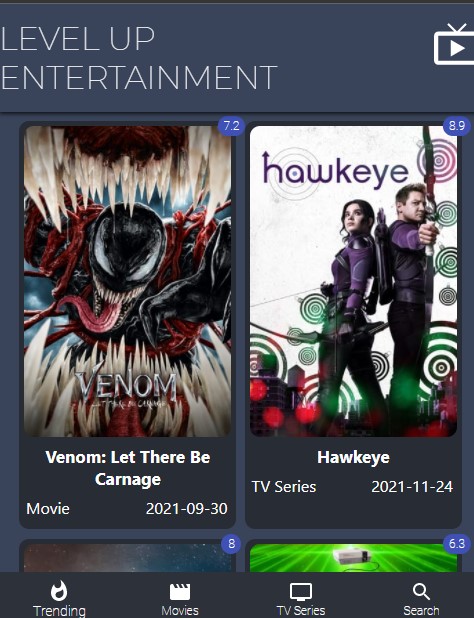 LEVEL UP
ENTERTAINMENT
7.2
8.9
hawkeye
VENOM
LET THERE BE CARNAGE
Venom: Let There Be
Carnage
Hawkeye
Movie
2021-09-30
TV Series
2021-11-24
8
6.3
Trending
Movies
TV Series
Search